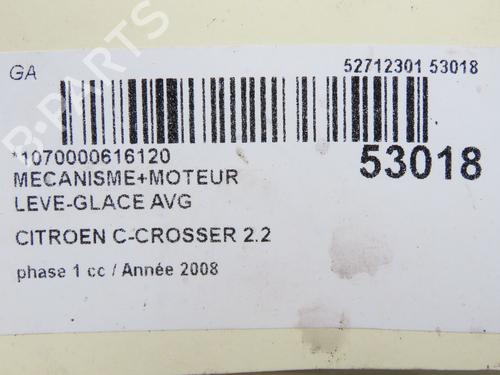 GA
52712301 53018
*1070000616120
53018
MECANISME+MOTEUR
LEVE-GLACE AVG
CITROEN C-CROSSER 2.2
phase 1 cc / Année 2008
B-PARTS